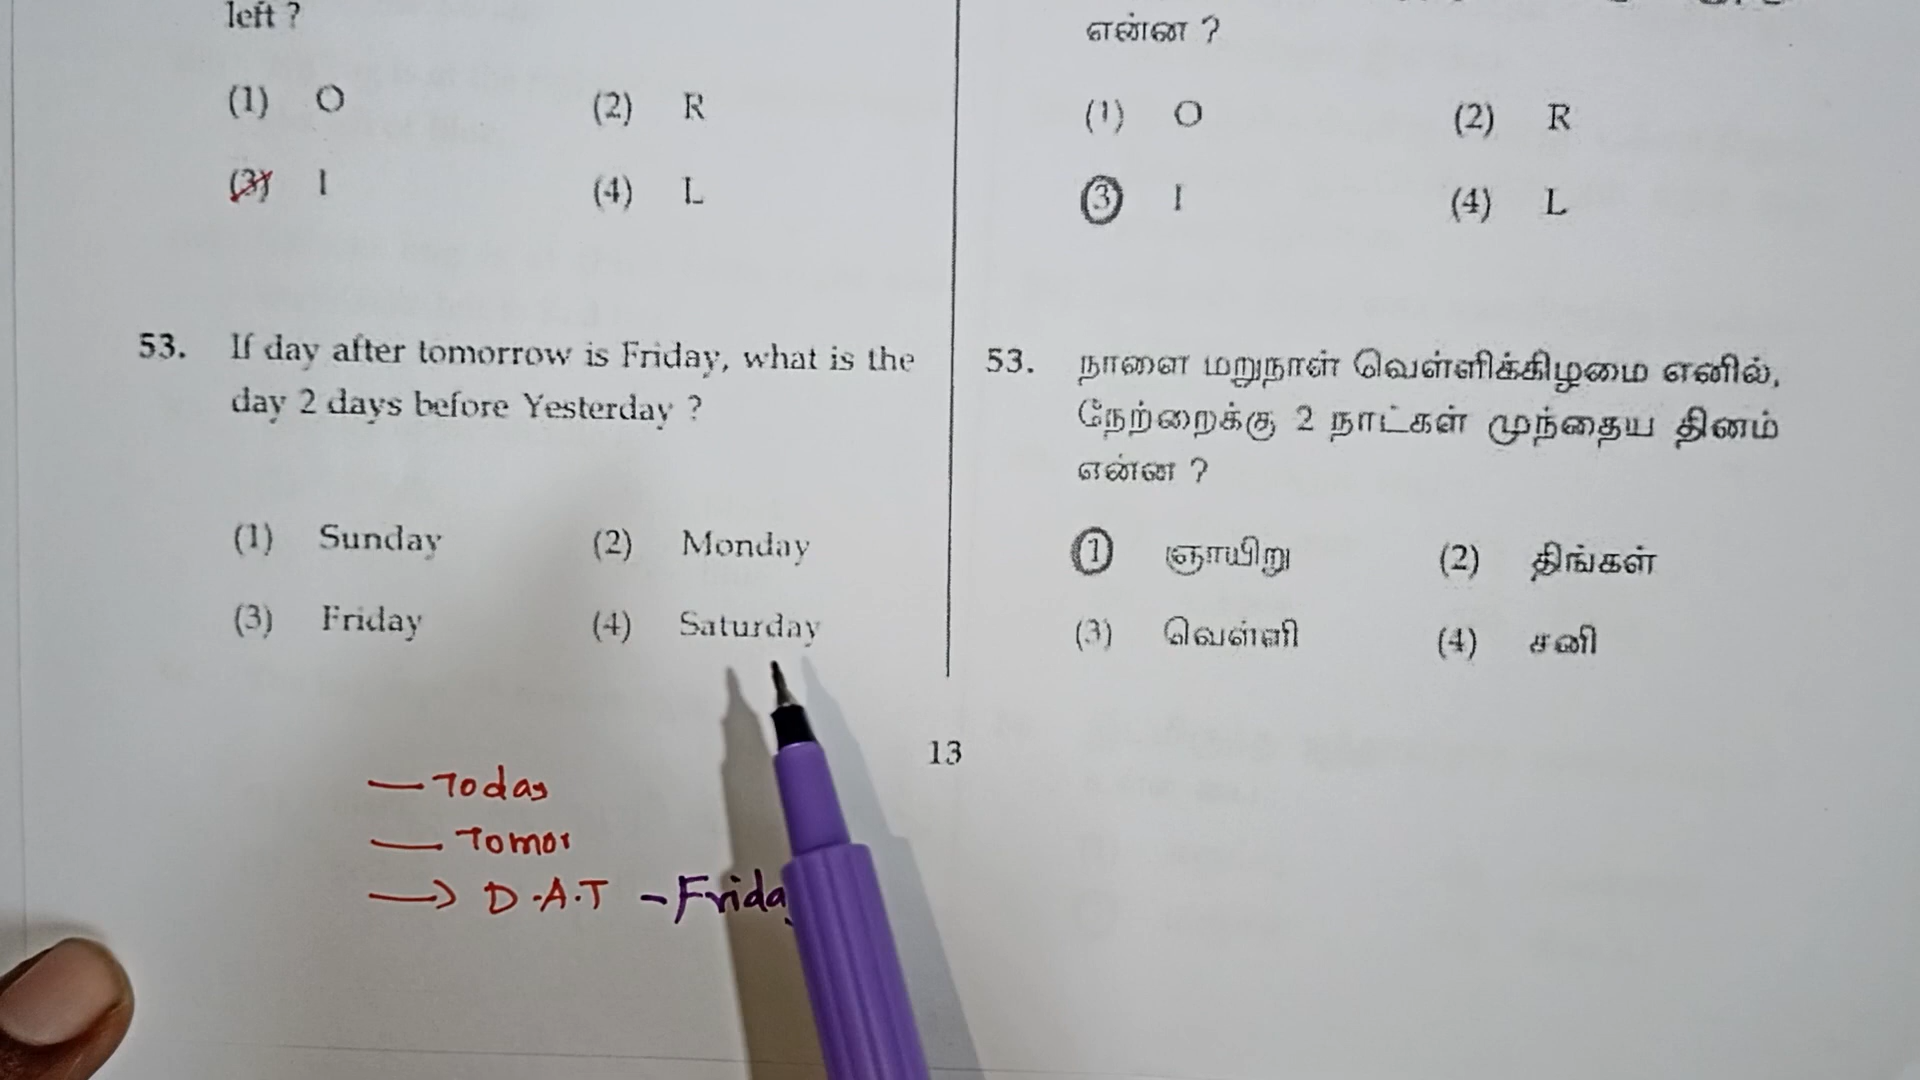 left ?
(1) O (2) R
(3) I (4) L
53. If day after tomorrow is Friday, what is the
day 2 days before Yesterday ?
(1) Sunday (2) Monday
(3) Friday (4) Saturday
என்ன ?
(1) O (2) R
(3) I (4) L
53. நாளை மறுநாள் வெள்ளிக்கிழமை எனில்,
நேற்றைக்கு 2 நாட்கள் முந்தைய தினம்
என்ன ?
(1) ஞாயிறு (2) திங்கள்
(3) வெள்ளி (4) சனி
13
— Today
— Tomor
→ D.A.T - Friday